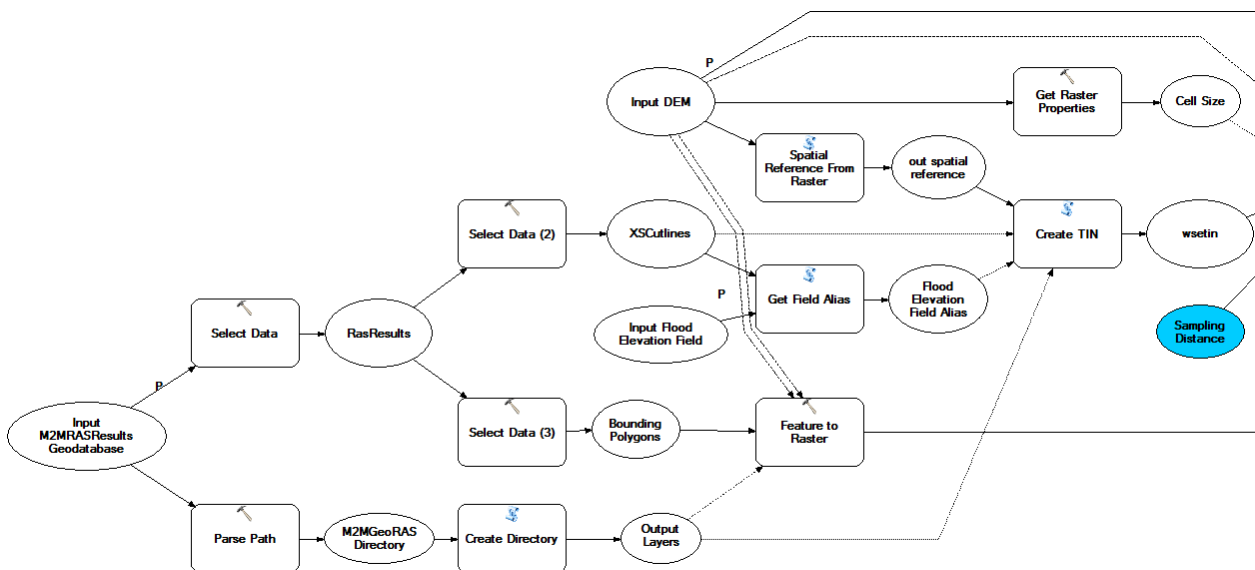 P
Input DEM
Get Raster
Properties
Cell Size
Spatial
Reference From
Raster
out spatial
reference
Select Data (2)
XSCutlines
Create TIN
wsetin
P
Get Field Alias
Flood
Elevation
Field Alias
Input Flood
Elevation Field
Sampling
Distance
Select Data
RasResults
P
Input
M2MRASResults
Geodatabase
Select Data (3)
Bounding
Polygons
Feature to
Raster
Parse Path
M2MGeoRAS
Directory
Create Directory
Output
Layers